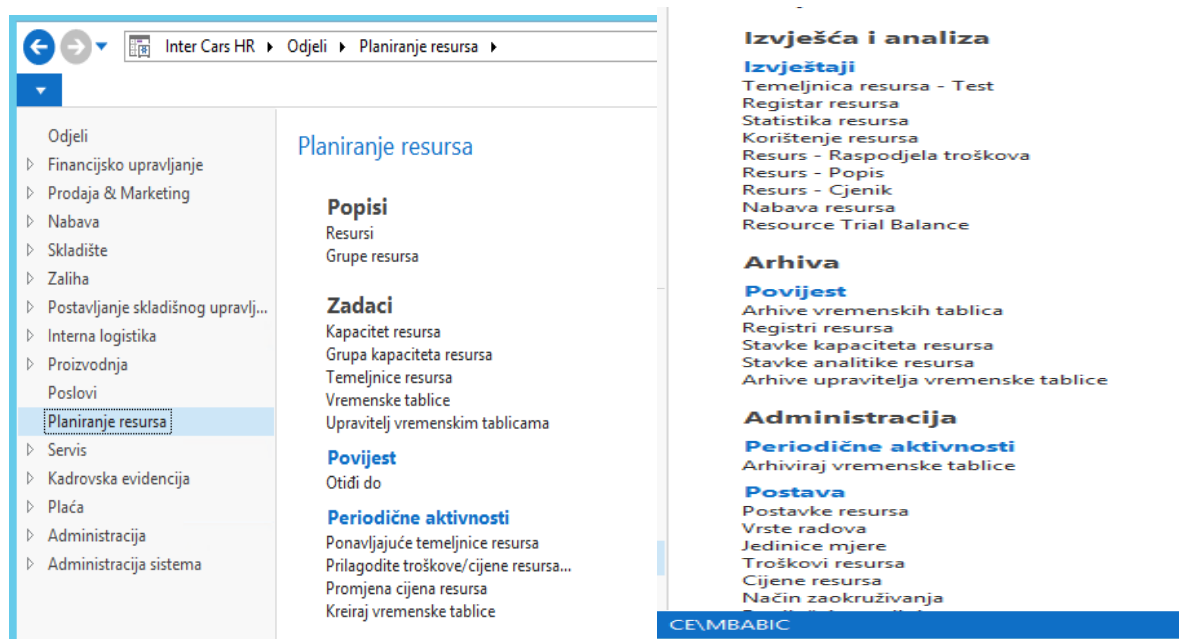 Inter Cars HR ▸ Odjeli ▸ Planiranje resursa ▸
Odjeli
Financijsko upravljanje
Prodaja & Marketing
Nabava
Skladište
Zaliha
Postavljanje skladišnog upravlj...
Interna logistika
Proizvodnja
Poslovi
Planiranje resursa
Servis
Kadrovska evidencija
Plaća
Administracija
Administracija sistema
Planiranje resursa
Popisi
Resursi
Grupe resursa
Zadaci
Kapacitet resursa
Grupa kapaciteta resursa
Temeljnice resursa
Vremenske tablice
Upravitelj vremenskim tablicama
Povijest
Otiđi do
Periodične aktivnosti
Ponavljajuće temeljnice resursa
Prilagodite troškove/cijene resursa...
Promjena cijena resursa
Kreiraj vremenske tablice
Izvješća i analiza
Izvještaji
Temeljnica resursa - Test
Registar resursa
Statistika resursa
Korištenje resursa
Resurs - Raspodjela troškova
Resurs - Popis
Resurs - Cjenik
Nabava resursa
Resource Trial Balance
Arhiva
Povijest
Arhive vremenskih tablica
Registri resursa
Stavke kapaciteta resursa
Stavke analitike resursa
Arhive upravitelja vremenske tablice
Administracija
Periodične aktivnosti
Arhiviraj vremenske tablice
Postava
Postavke resursa
Vrste radova
Jedinice mjere
Troškovi resursa
Cijene resursa
Način zaokruživanja
CE\MBABIC